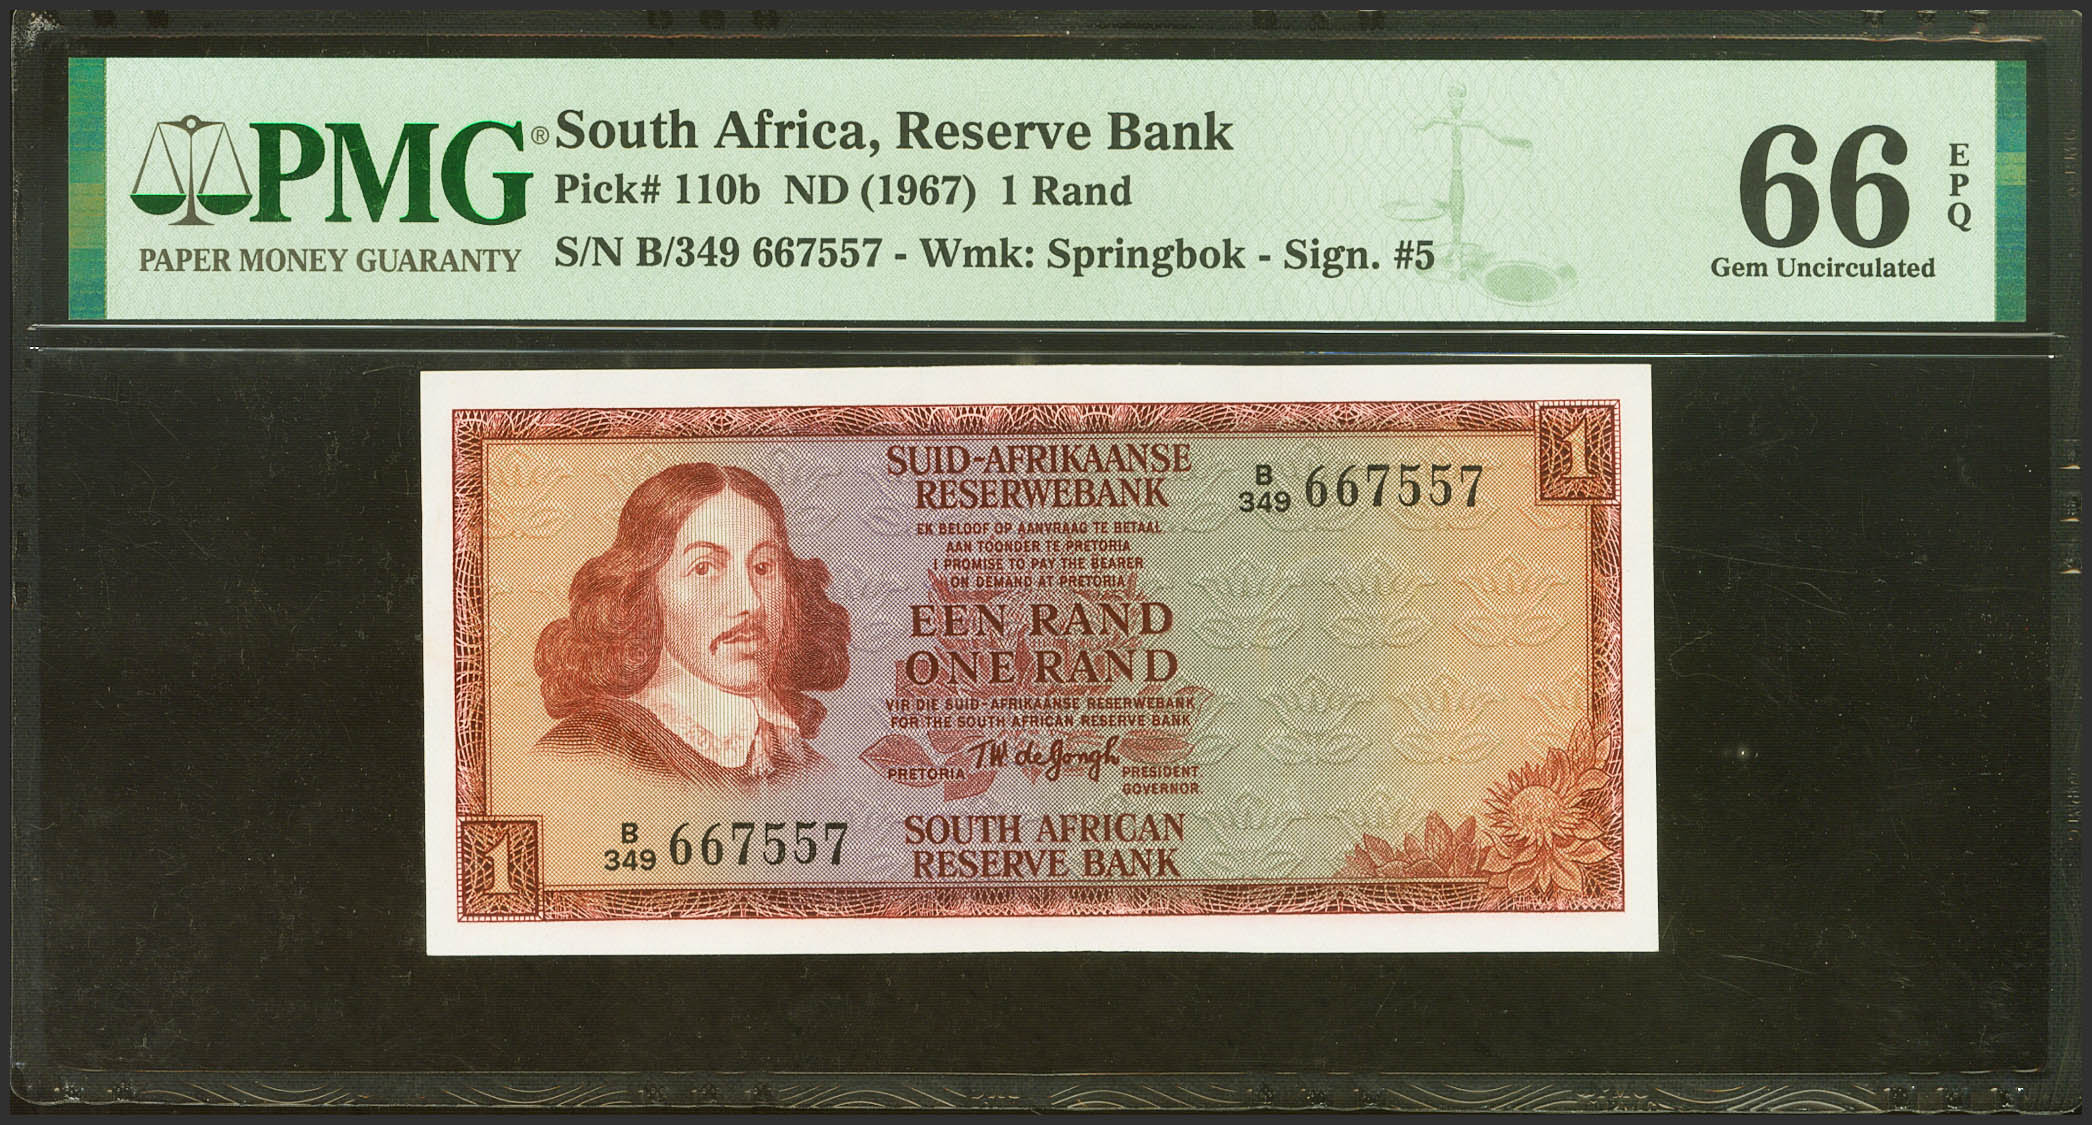 PMG®
PAPER MONEY GUARANTY
South Africa, Reserve Bank
Pick# 110b ND (1967) 1 Rand
S/N B/349 667557 - Wmk: Springbok - Sign. #5
66
EPQ
Gem Uncirculated
1
SUID-AFRIKAANSE
RESERWEBANK
B/349 667557
EK BELOOF OP AANVRAAG TE BETAAL
AAN TOONDER TE PRETORIA
I PROMISE TO PAY THE BEARER
ON DEMAND AT PRETORIA
EEN RAND
ONE RAND
VIR DIE SUID-AFRIKAANSE RESERWEBANK
FOR THE SOUTH AFRICAN RESERVE BANK
TW de Jongh
PRETORIA
PRESIDENT
GOVERNOR
B/349 667557
SOUTH AFRICAN
RESERVE BANK
1